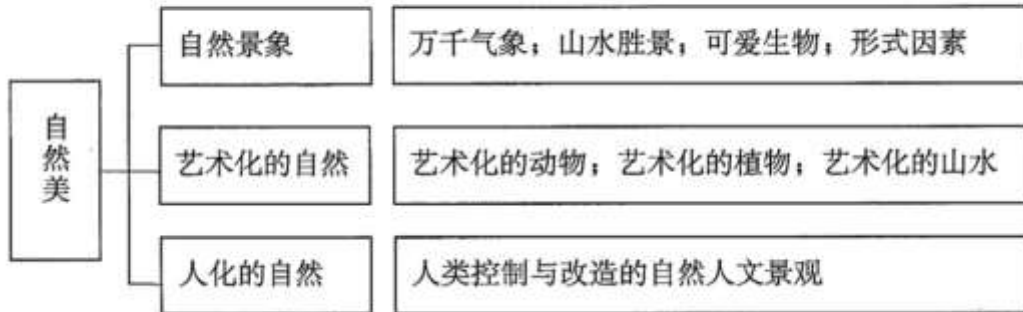 自然美
自然景象
万千气象；山水胜景；可爱生物；形式因素
艺术化的自然
艺术化的动物；艺术化的植物；艺术化的山水
人化的自然
人类控制与改造的自然人文景观